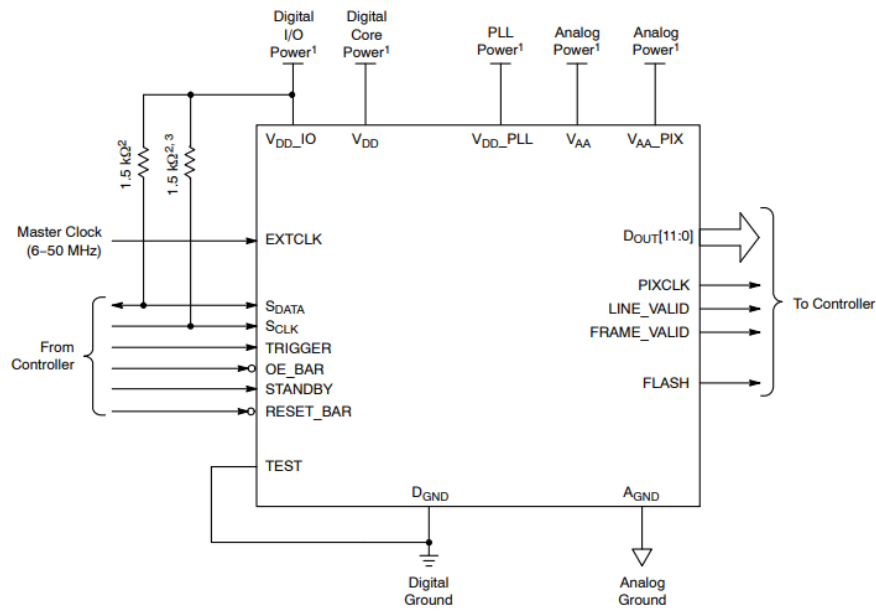 Digital
I/O
Power1
Digital
Core
Power1
PLL
Power1
Analog
Power1
Analog
Power1
VDD_IO
VDD
VDD_PLL
VAA
VAA_PIX
1.5 kΩ2
1.5 kΩ2, 3
Master Clock
(6–50 MHz)
EXTCLK
DOUT[11:0]
PIXCLK
LINE_VALID
FRAME_VALID
FLASH
To Controller
From
Controller
SDATA
SCLK
TRIGGER
OE_BAR
STANDBY
RESET_BAR
TEST
DGND
AGND
Digital
Ground
Analog
Ground